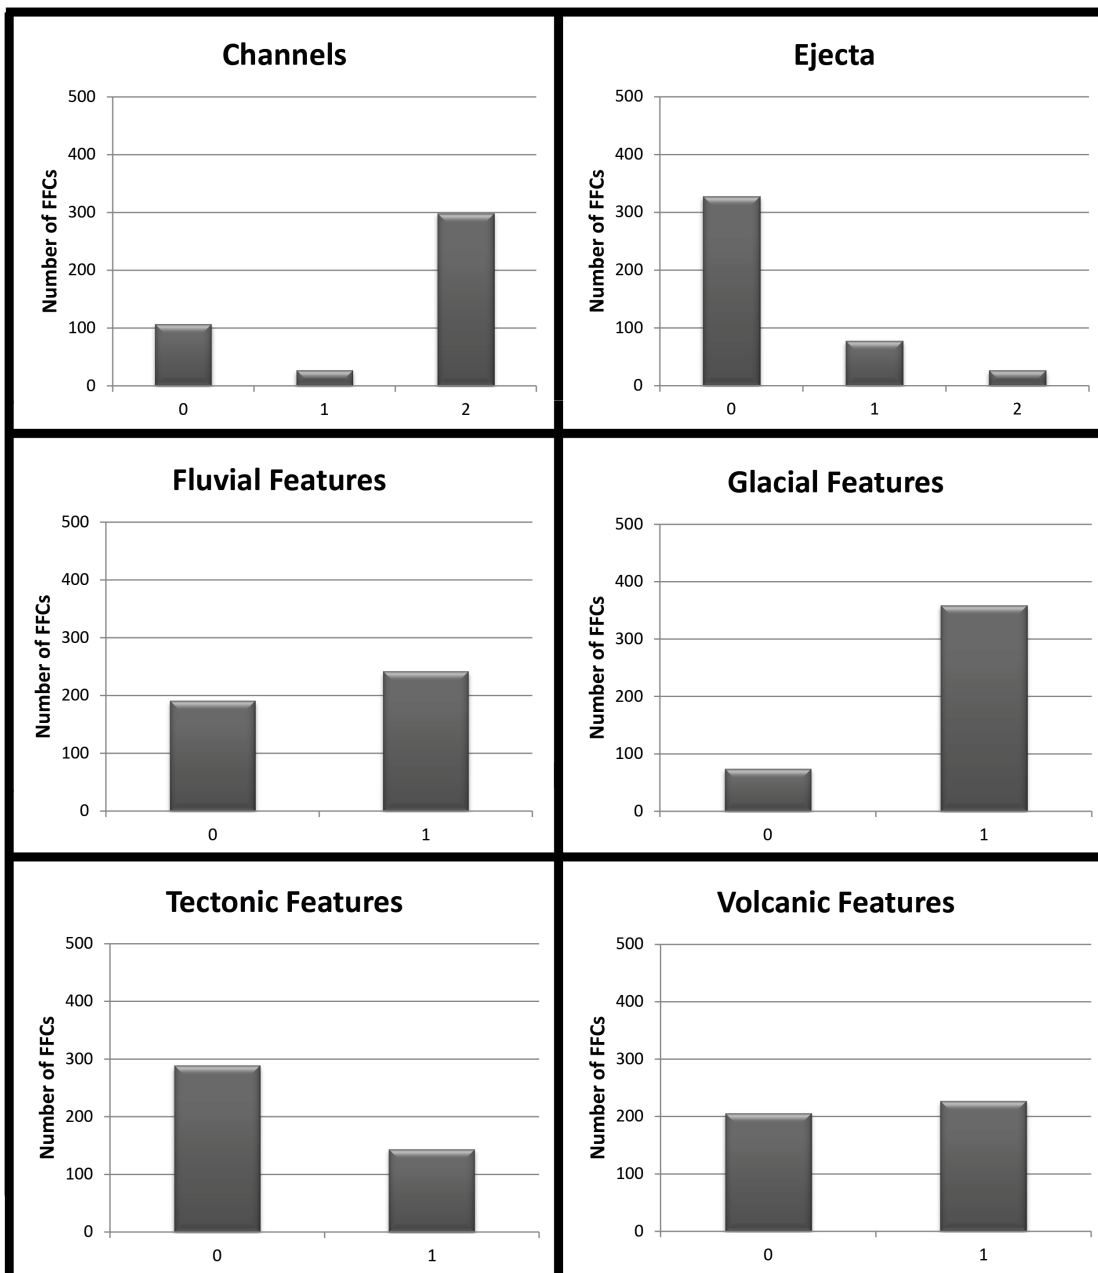 Channels
Number of FFCs
500
400
300
200
100
0
0 1 2
Ejecta
Number of FFCs
500
400
300
200
100
0
0 1 2
Fluvial Features
Number of FFCs
500
400
300
200
100
0
0 1
Glacial Features
Number of FFCs
500
400
300
200
100
0
0 1
Tectonic Features
Number of FFCs
500
400
300
200
100
0
0 1
Volcanic Features
Number of FFCs
500
400
300
200
100
0
0 1